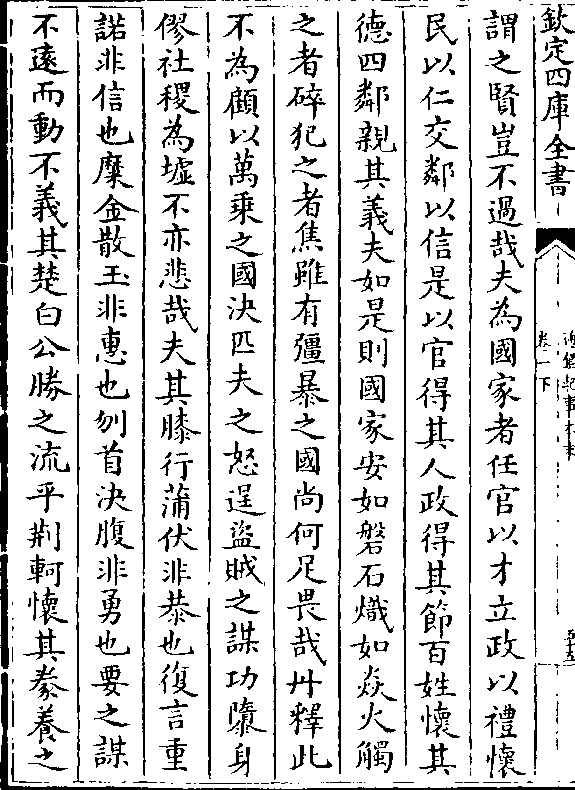 欽定四庫全書
卷一下
謂之賢豈不過哉夫為國家者任官以才立政以禮懷
民以仁交鄰以信是以官得其人政得其節百姓懷其
德四鄰親其義夫如是則國家安如磐石熾如焱火觸
之者碎犯之者焦雖有彊暴之國尚何足畏哉丹釋此
不為顧以萬乗之國決匹夫之怒逞盜賊之謀功隳身
僇社稷為墟不亦悲哉夫其膝行蒲伏非恭也復言重
諾非信也糜金散玉非惠也刎首決腹非勇也要之謀
不逺而動不義其楚白公勝之流乎荆軻懷其豢養之